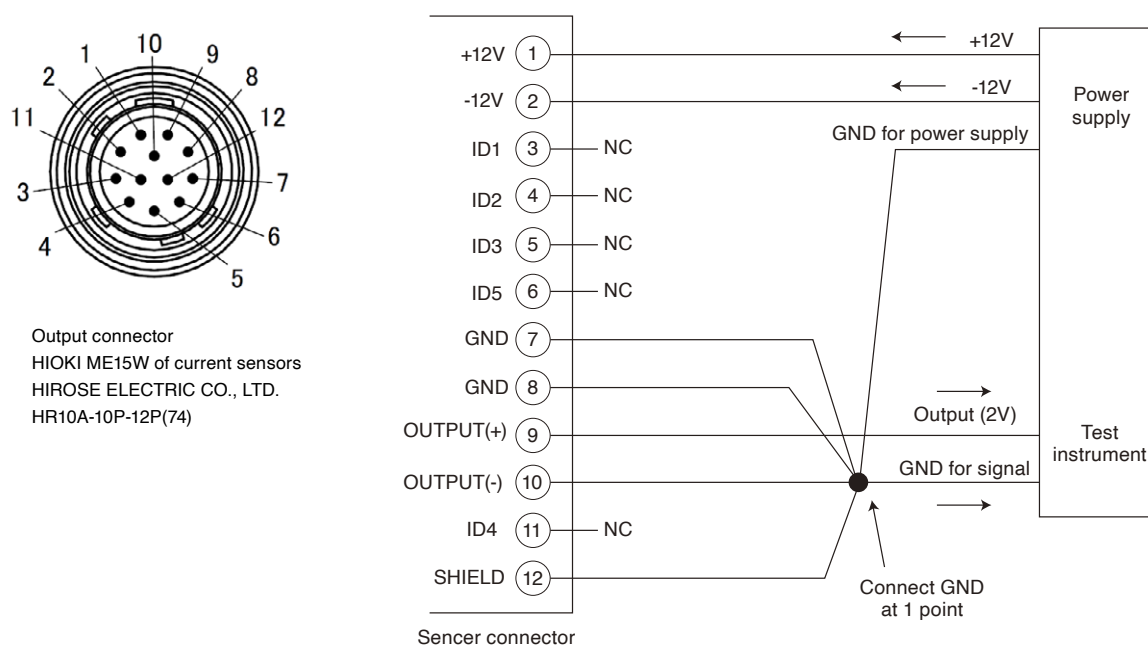 10
1
9
2
8
11
12
3
7
4
6
5
Output connector
HIOKI ME15W of current sensors
HIROSE ELECTRIC CO., LTD.
HR10A-10P-12P(74)
+12V 1 +12V
-12V 2 -12V
Power
supply
GND for power supply
ID1 3 NC
ID2 4 NC
ID3 5 NC
ID5 6 NC
GND 7
GND 8
Output (2V)
OUTPUT(+) 9
Test
instrument
GND for signal
OUTPUT(-) 10
ID4 11 NC
SHIELD 12
Connect GND
at 1 point
Sencer connector